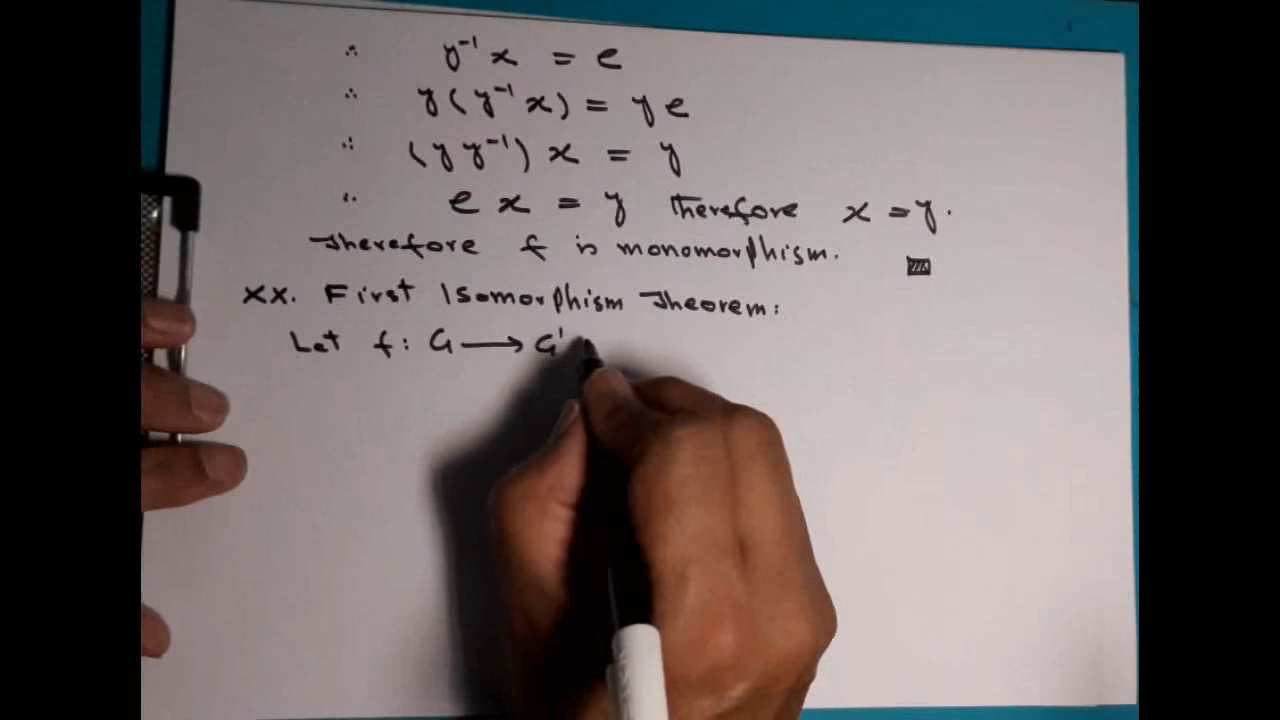 ∴ y⁻¹x = e
∴ y(y⁻¹x) = ye
∴ (yy⁻¹)x = y
∴ ex = y therefore x = y.
Therefore f is monomorphism.
XX. First Isomorphism Theorem:
Let f: G ⟶ G'